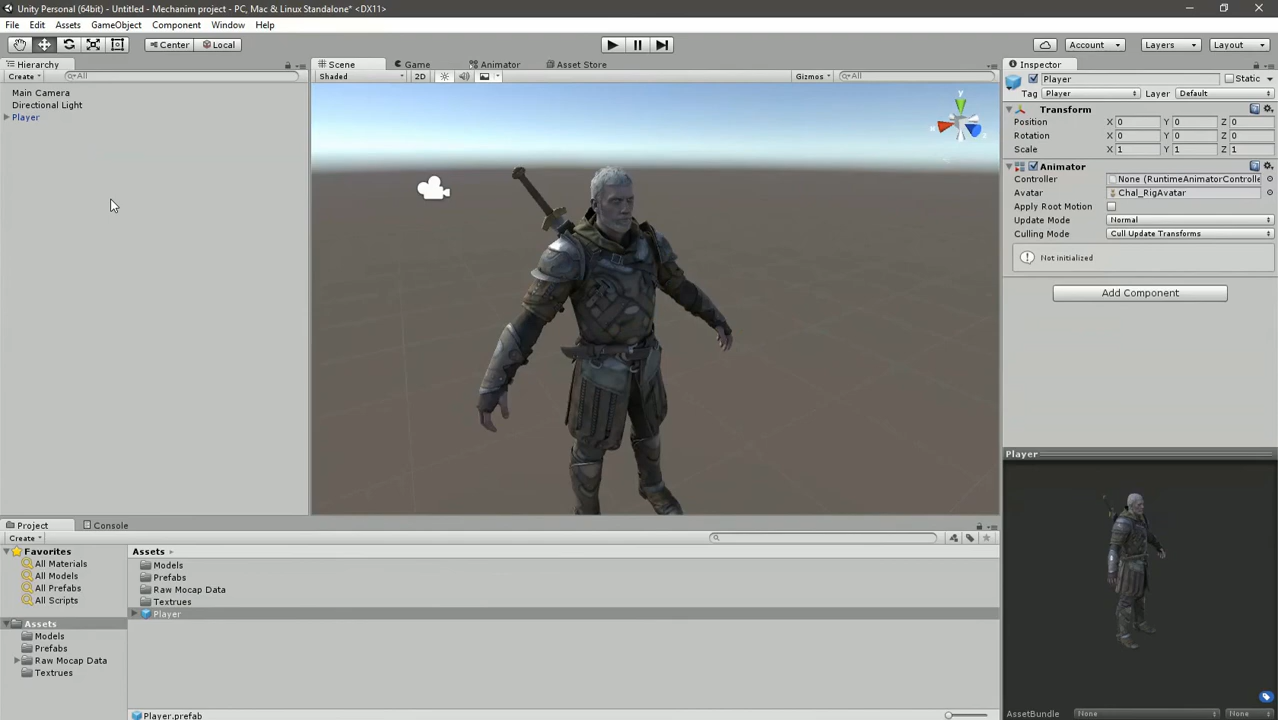 Unity Personal (64bit) - Untitled - Mechanim project - PC, Mac & Linux Standalone* <DX11>
File Edit Assets GameObject Component Window Help
Center Local Account Layers Layout
Hierarchy
Create All
Main Camera
Directional Light
Player
Scene Game Animator Asset Store
Shaded 2D Gizmos All
y
Inspector
Player Static
Tag Player Layer Default
Transform
Position X 0 Y 0 Z 0
Rotation X 0 Y 0 Z 0
Scale X 1 Y 1 Z 1
Animator
Controller None (RuntimeAnimatorControlle
Avatar Chal_RigAvatar
Apply Root Motion
Update Mode Normal
Culling Mode Cull Update Transforms
Not initialized
Add Component
Player
AssetBundle None None
Project Console
Create
Favorites
All Materials
All Models
All Prefabs
All Scripts
Assets
Models
Prefabs
Raw Mocap Data
Textrues
Assets
Models
Prefabs
Raw Mocap Data
Textrues
Player
Player.prefab